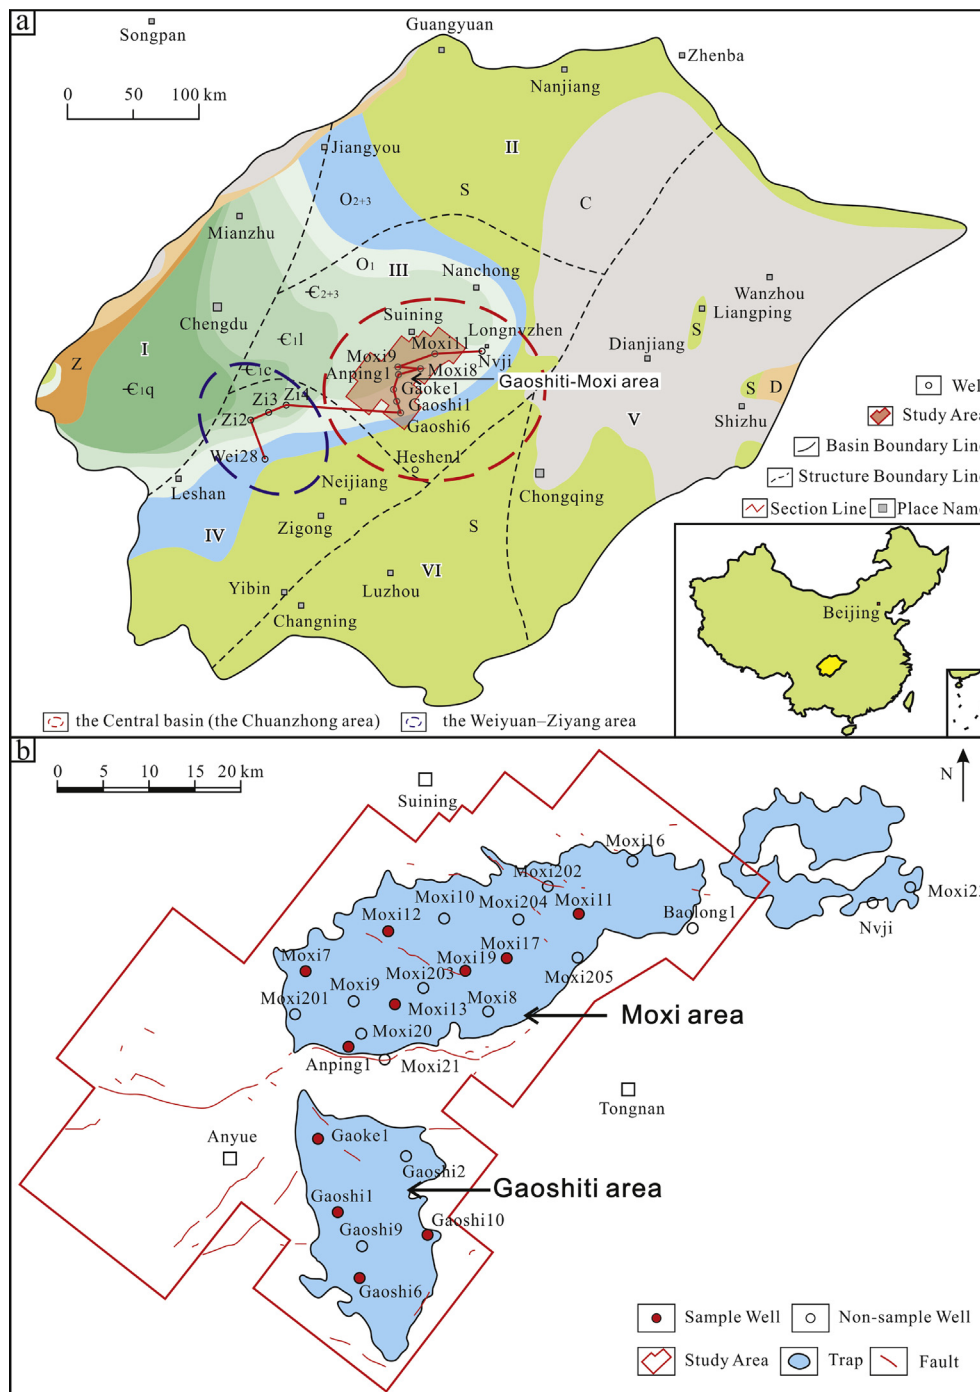 a
Songpan
Guangyuan
Zhenba
Nanjiang
0 50 100 km
Jiangyou
II
S
O2+3
C
Mianzhu
O1
III
Nanchong
Є2+3
Wanzhou
Liangping
Chengdu
Suining
Longnvzhen
S
I
Є1l
Moxi11
Dianjiang
Nvji
Moxi9
Z
Moxi8
Anping1
Є1c
Gaoshiti-Moxi area
S
D
Є1q
Zi4
Gaoke1
Wel
Zi3
Gaoshi1
V
Shizhu
Study Area
Zi2
Gaoshi6
Basin Boundary Line
Wei28
Heshen1
Structure Boundary Line
Leshan
Neijiang
Chongqing
Section Line
Place Name
IV
Zigong
S
VI
Yibin
Luzhou
Beijing
Changning
the Central basin (the Chuanzhong area)
the Weiyuan–Ziyang area
b
0 5 10 15 20 km
N
Suining
Moxi16
Moxi202
Moxi10
Moxi204
Moxi11
Moxi2
Moxi12
Baolong1
Nvji
Moxi17
Moxi7
Moxi19
Moxi203
Moxi9
Moxi205
Moxi201
Moxi13
Moxi8
Moxi area
Moxi20
Anping1
Moxi21
Tongnan
Anyue
Gaoke1
Gaoshi2
Gaoshiti area
Gaoshi1
Gaoshi10
Gaoshi9
Gaoshi6
Sample Well
Non-sample Well
Study Area
Trap
Fault